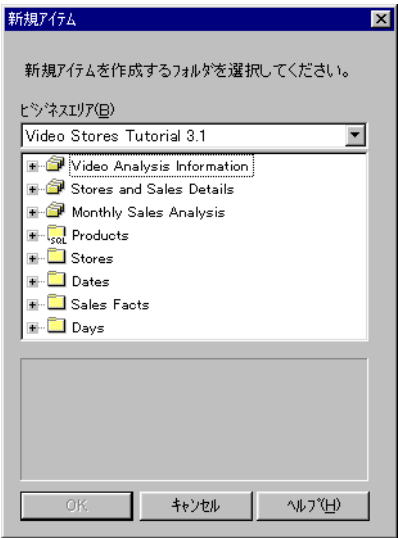 新規アイテム
新規アイテムを作成するフォルダを選択してください。
ビジネスエリア(B)
Video Stores Tutorial 3.1
Video Analysis Information
Stores and Sales Details
Monthly Sales Analysis
SQL Products
Stores
Dates
Sales Facts
Days
OK キャンセル ヘルプ(H)